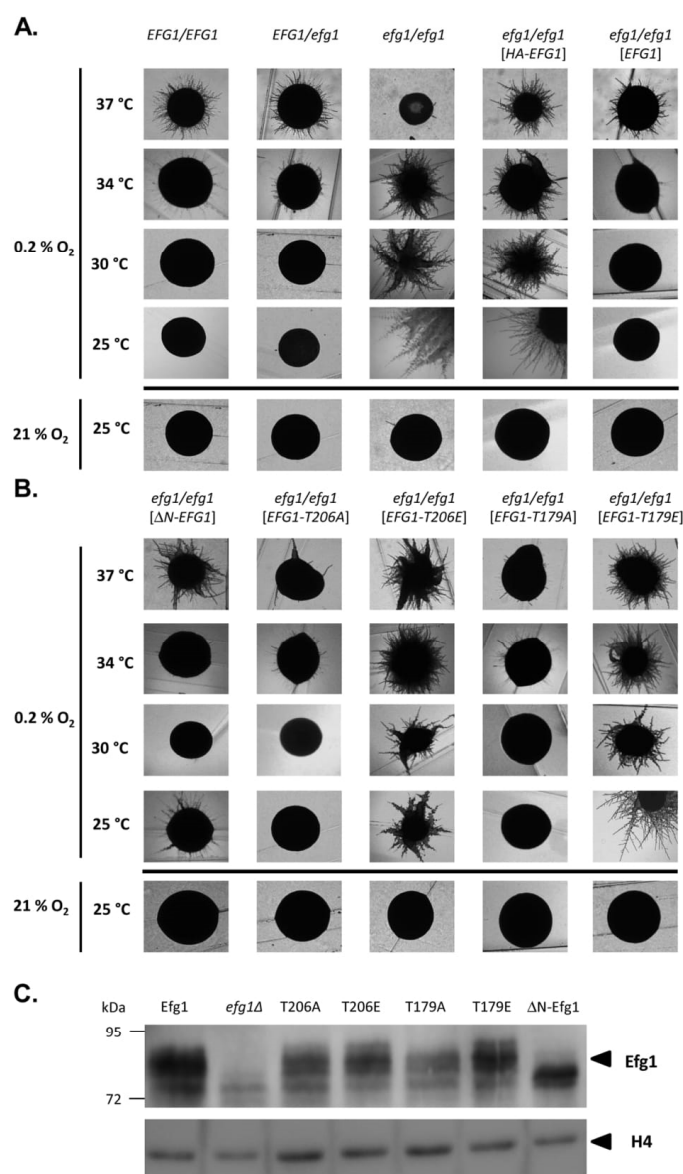 A.
EFG1/EFG1 EFG1/efg1 efg1/efg1 efg1/efg1 efg1/efg1
[HA-EFG1] [EFG1]
37 °C
34 °C
0.2 % O₂
30 °C
25 °C
21 % O₂ 25 °C
B.
efg1/efg1 efg1/efg1 efg1/efg1 efg1/efg1 efg1/efg1
[ΔN-EFG1] [EFG1-T206A] [EFG1-T206E] [EFG1-T179A] [EFG1-T179E]
37 °C
34 °C
0.2 % O₂
30 °C
25 °C
21 % O₂ 25 °C
C.
kDa Efg1 efg1Δ T206A T206E T179A T179E ΔN-Efg1
95
Efg1
72
H4